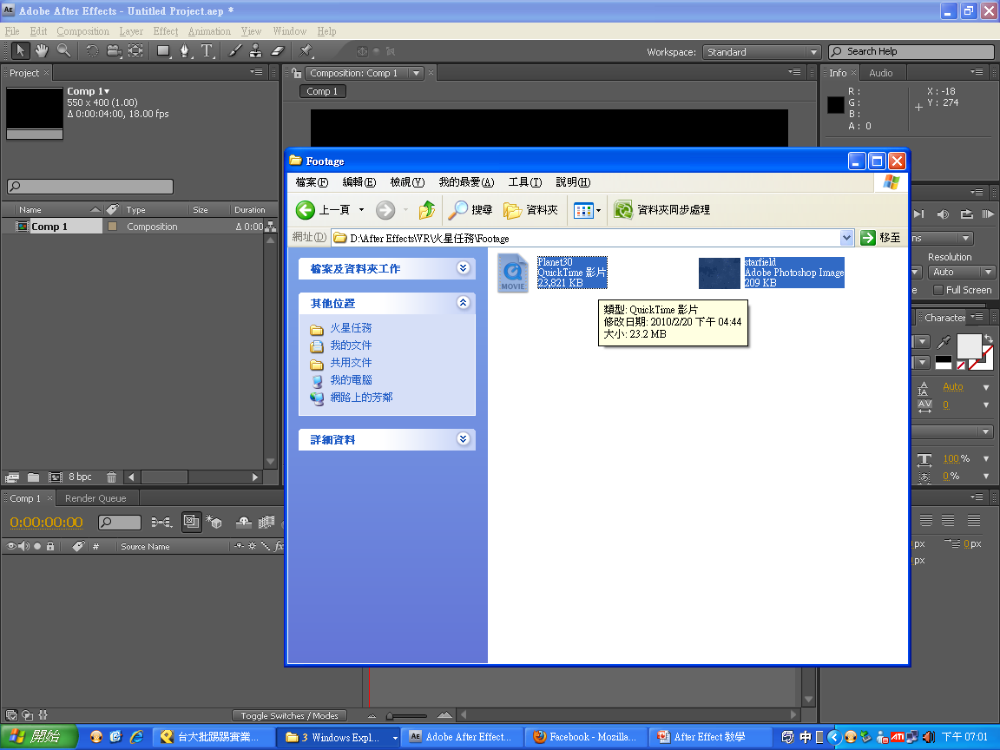 Adobe After Effects - Untitled Project.aep *
File Edit Composition Layer Effect Animation View Window Help
Workspace: Standard Search Help
Project
Comp 1
550 x 400 (1.00)
Δ 0:00:04:00, 18.00 fps
Composition: Comp 1
Comp 1
Info Audio
R :
G :
B :
A : 0
X : -18
Y : 274
Name Type Size Duration
Comp 1 Composition Δ 0:00
8 bpc
Footage
檔案(F) 編輯(E) 檢視(V) 我的最愛(A) 工具(T) 說明(H)
上一頁 搜尋 資料夾 資料夾同步處理
網址(D) D:\After Effects\VR\火星任務\Footage 移至
檔案及資料夾工作
其他位置
火星任務
我的文件
共用文件
我的電腦
網路上的芳鄰
詳細資料
MOVIE
Planet30
QuickTime 影片
23,821 KB
starfield
Adobe Photoshop Image
209 KB
類型: QuickTime 影片
修改日期: 2010/2/20 下午 04:44
大小: 23.2 MB
ns
Resolution
Auto
e Full Screen
Character
Auto
0
100 %
0 %
0 px
px
px
Comp 1 Render Queue
0:00:00:00
# Source Name
Toggle Switches / Modes
開始
台大批踢踢實業...
3 Windows Expl...
Adobe After Effects...
Facebook - Mozilla...
After Effect 教學
中
下午 07:01